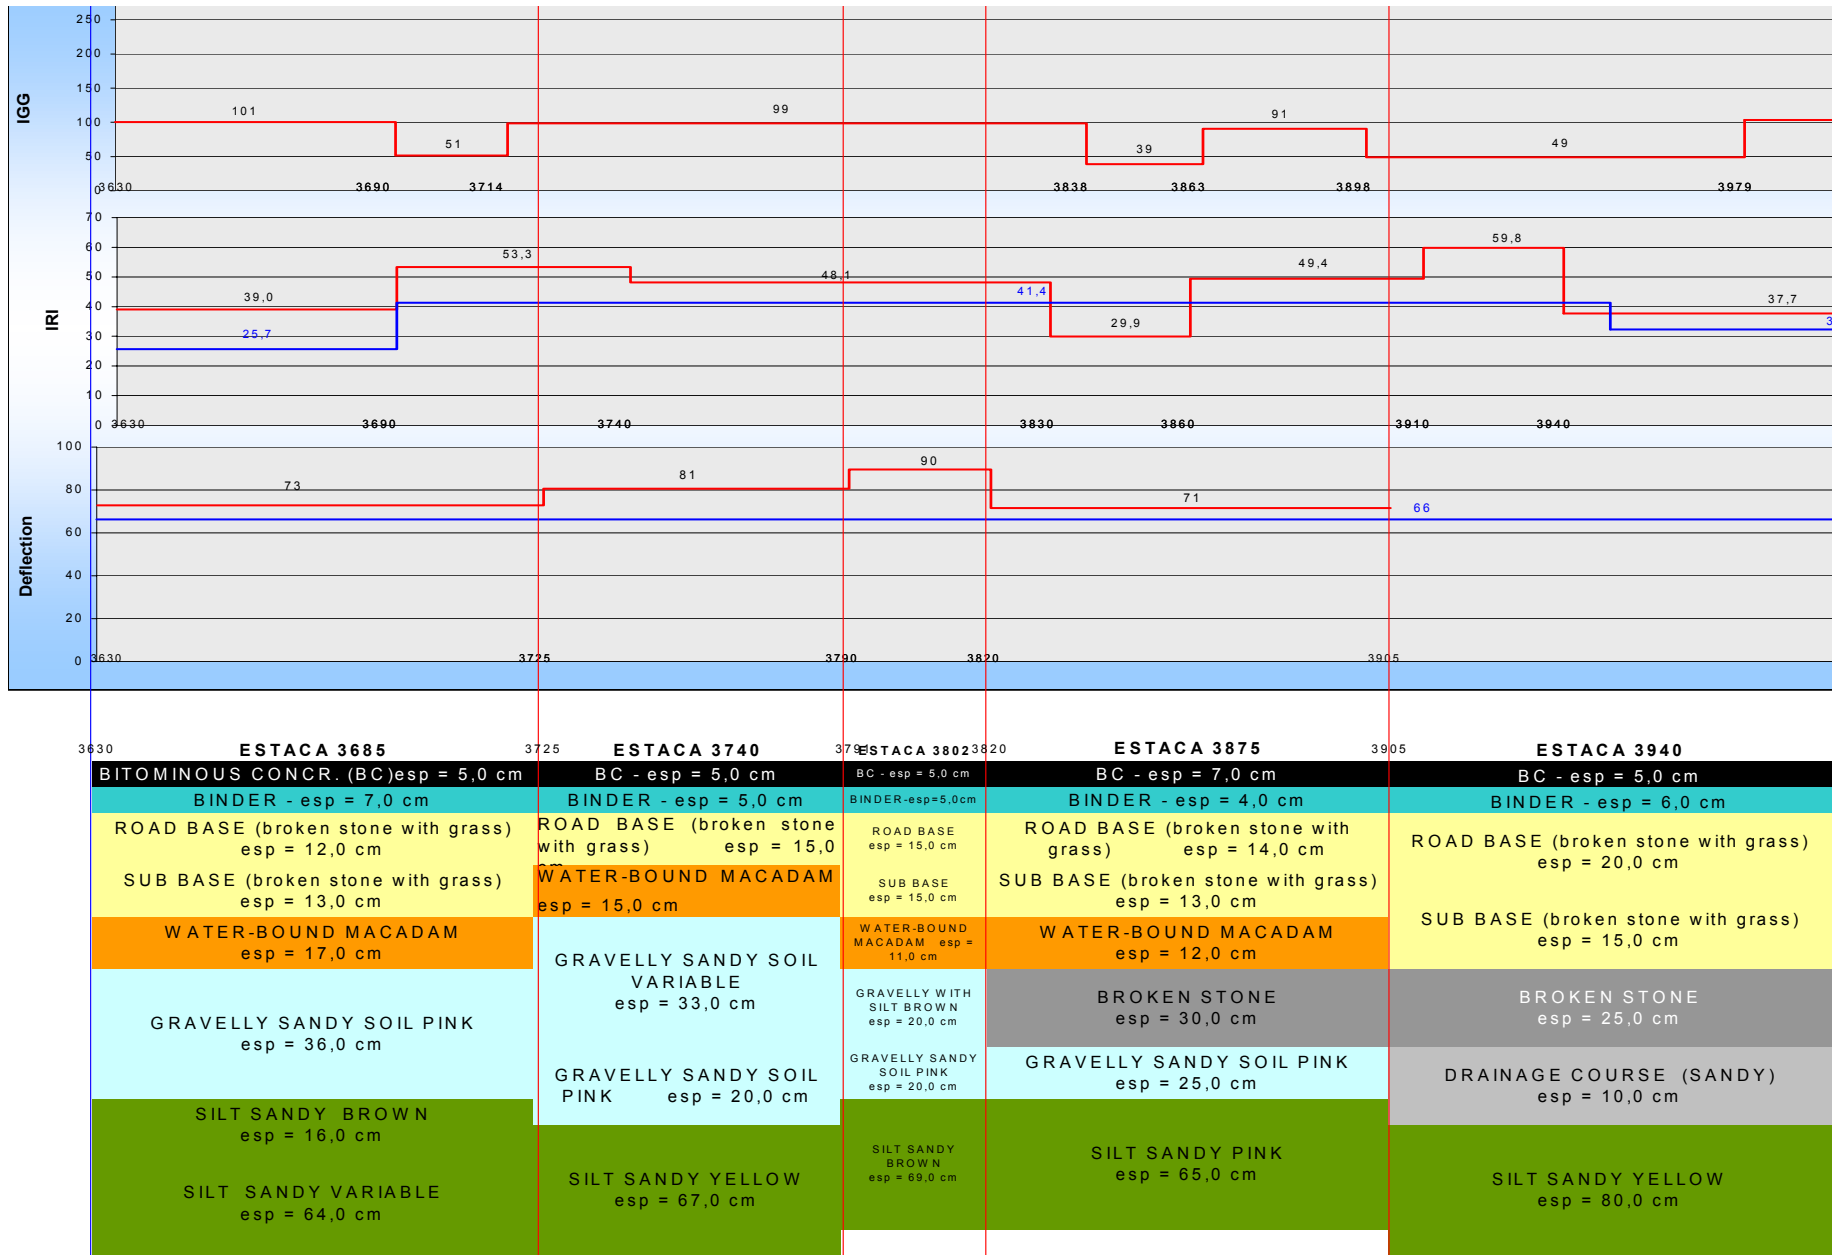 250
200
150
100
50
0
IGG
101
51
99
39
91
49
3630
3690
3714
3838
3863
3898
3979
70
60
50
40
30
20
10
0
IRI
39,0
25,7
53,3
48,1
41,4
29,9
49,4
59,8
37,7
3
3630
3690
3740
3830
3860
3910
3940
100
80
60
40
20
0
Deflection
73
81
90
71
66
3630
3725
3790
3820
3905
3630
ESTACA 3685
3725
ESTACA 3740
ESTACA 3802
3820
ESTACA 3875
3905
ESTACA 3940
BITOMINOUS CONCR. (BC)esp = 5,0 cm
BINDER - esp = 7,0 cm
ROAD BASE (broken stone with grass)
esp = 12,0 cm
SUB BASE (broken stone with grass)
esp = 13,0 cm
WATER-BOUND MACADAM
esp = 17,0 cm
GRAVELLY SANDY SOIL PINK
esp = 36,0 cm
SILT SANDY BROWN
esp = 16,0 cm
SILT SANDY VARIABLE
esp = 64,0 cm
BC - esp = 5,0 cm
BINDER - esp = 5,0 cm
ROAD BASE (broken stone
with grass) esp = 15,0
WATER-BOUND MACADAM
esp = 15,0 cm
GRAVELLY SANDY SOIL
VARIABLE
esp = 33,0 cm
GRAVELLY SANDY SOIL
PINK esp = 20,0 cm
SILT SANDY YELLOW
esp = 67,0 cm
BC - esp = 5,0 cm
BINDER-esp=5,0cm
ROAD BASE
esp = 15,0 cm
SUB BASE
esp = 15,0 cm
WATER-BOUND
MACADAM esp =
11,0 cm
GRAVELLY WITH
SILT BROWN
esp = 20,0 cm
GRAVELLY SANDY
SOIL PINK
esp = 20,0 cm
SILT SANDY
BROWN
esp = 69,0 cm
BC - esp = 7,0 cm
BINDER - esp = 4,0 cm
ROAD BASE (broken stone with
grass) esp = 14,0 cm
SUB BASE (broken stone with grass)
esp = 13,0 cm
WATER-BOUND MACADAM
esp = 12,0 cm
BROKEN STONE
esp = 30,0 cm
GRAVELLY SANDY SOIL PINK
esp = 25,0 cm
SILT SANDY PINK
esp = 65,0 cm
BC - esp = 5,0 cm
BINDER - esp = 6,0 cm
ROAD BASE (broken stone with grass)
esp = 20,0 cm
SUB BASE (broken stone with grass)
esp = 15,0 cm
BROKEN STONE
esp = 25,0 cm
DRAINAGE COURSE (SANDY)
esp = 10,0 cm
SILT SANDY YELLOW
esp = 80,0 cm